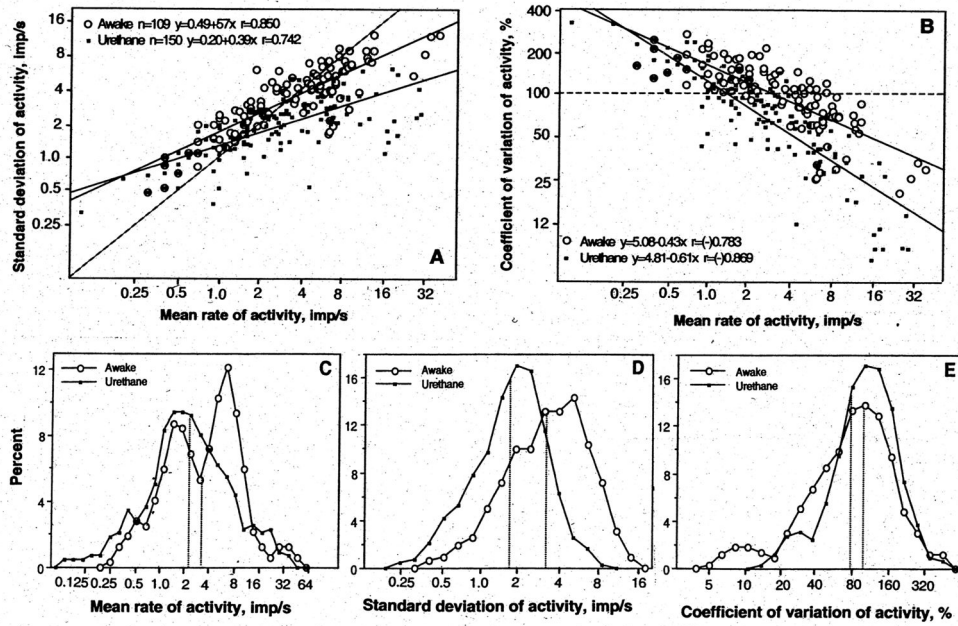 Standard deviation of activity, imp/s
16
8
4
2
1.0
0.5
0.25
Awake n=109 y=0.49+57x r=0.850
Urethane n=150 y=0.20+0.39x r=0.742
A
0.25 0.5 1.0 2 4 8 16 32
Mean rate of activity, imp/s
Coefficient of variation of activity, %
400
200
100
50
25
12
B
Awake y=5.08-0.43x r=(-)0.783
Urethane y=4.81-0.61x r=(-)0.869
0.25 0.5 1.0 2 4 8 16 32
Mean rate of activity, imp/s
Percent
12
8
4
0
Awake
Urethane
C
0.125 0.25 0.5 1.0 2 4 8 16 32 64
Mean rate of activity, imp/s
16
12
8
4
0
Awake
Urethane
D
0.25 0.5 1.0 2 4 8 16
Standard deviation of activity, imp/s
16
12
8
4
0
Awake
Urethane
E
5 10 20 40 80 160 320
Coefficient of variation of activity, %